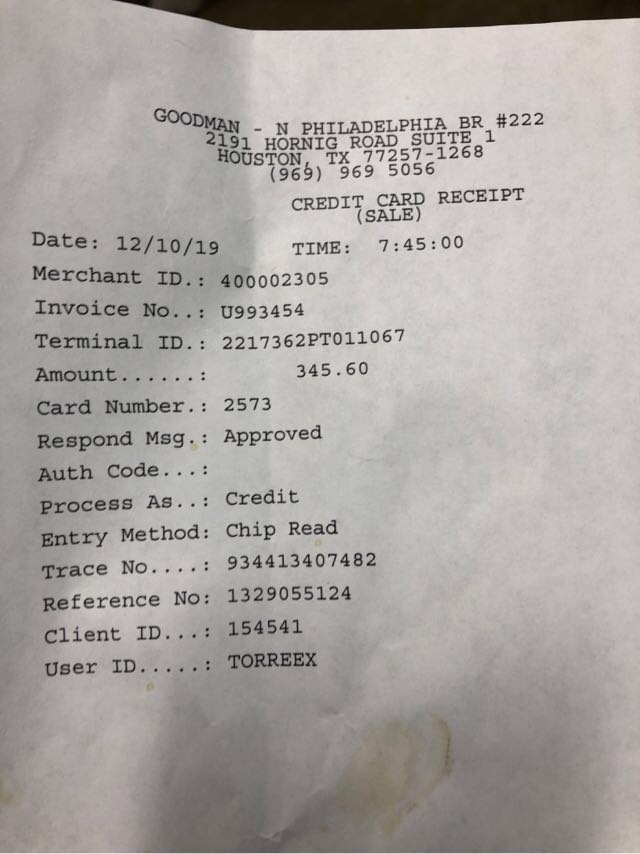 GOODMAN - N PHILADELPHIA BR #222
2191 HORNIG ROAD SUITE 1
HOUSTON, TX 77257-1268
(969) 969 5056
CREDIT CARD RECEIPT
(SALE)
Date: 12/10/19 TIME: 7:45:00
Merchant ID.: 400002305
Invoice No..: U993454
Terminal ID.: 2217362PT011067
Amount......: 345.60
Card Number.: 2573
Respond Msg.: Approved
Auth Code...:
Process As..: Credit
Entry Method: Chip Read
Trace No....: 934413407482
Reference No: 1329055124
Client ID...: 154541
User ID.....: TORREEX